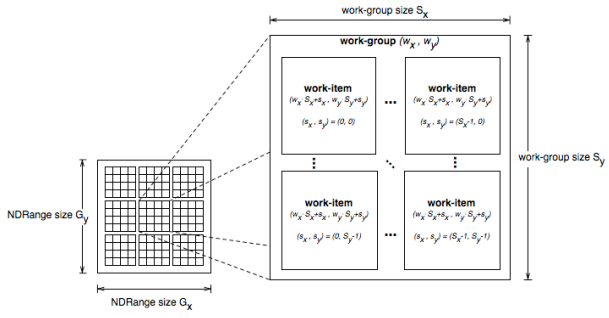 work-group size Sx
work-group (wx , wy)
work-item
(wx·Sx+sx , wy·Sy+sy)
(sx , sy) = (0, 0)
...
work-item
(wx·Sx+sx , wy·Sy+sy)
(sx , sy) = (Sx-1, 0)
work-group size Sy
work-item
(wx·Sx+sx , wy·Sy+sy)
(sx , sy) = (0, Sy-1)
...
work-item
(wx·Sx+sx , wy·Sy+sy)
(sx , sy) = (Sx-1, Sy-1)
NDRange size Gy
NDRange size Gx